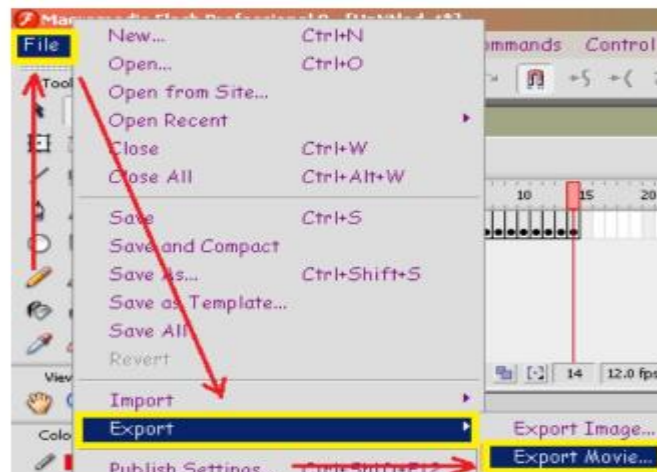 File
New... Ctrl+N
Open... Ctrl+O
Open from Site...
Open Recent
Close Ctrl+W
Close All Ctrl+Alt+W
Save Ctrl+S
Save and Compact
Save As... Ctrl+Shift+S
Save as Template...
Save All
Revert
Import
Export
Export Image...
Export Movie...
Publish Settings...
Control
10 15 20
14 12.0 fps